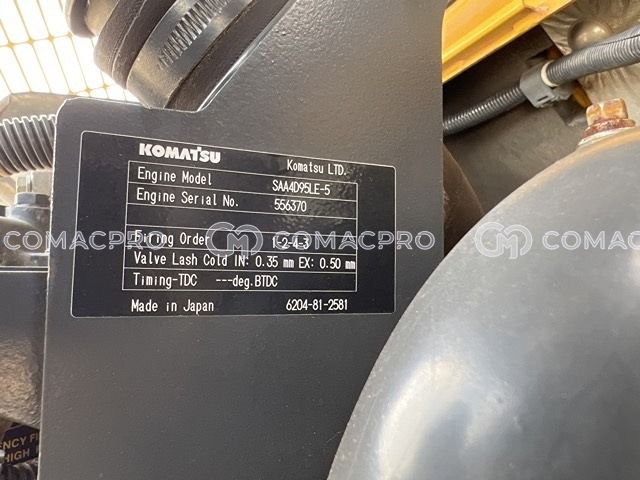 KOMATSU Komatsu LTD.
Engine Model SAA4D95LE-5
Engine Serial No. 556370
Firing Order 1-2-4-3
Valve Lash Cold IN: 0.35 mm EX: 0.50 mm
Timing-TDC ---deg.BTDC
Made in Japan 6204-81-2581
COMACPRO COMACPRO COMAC
HIGH